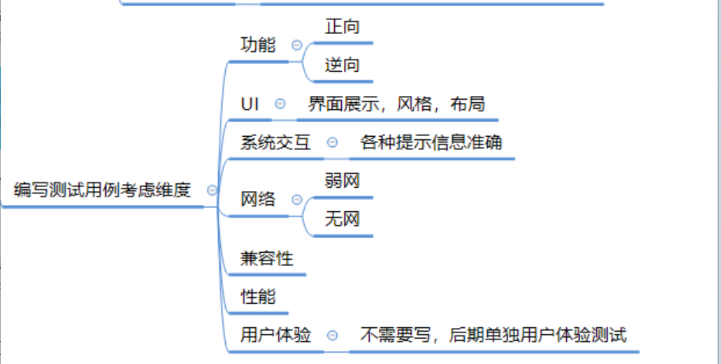 正向
功能
逆向
UI
界面展示，风格，布局
系统交互
各种提示信息准确
编写测试用例考虑维度
弱网
网络
无网
兼容性
性能
用户体验
不需要写，后期单独用户体验测试